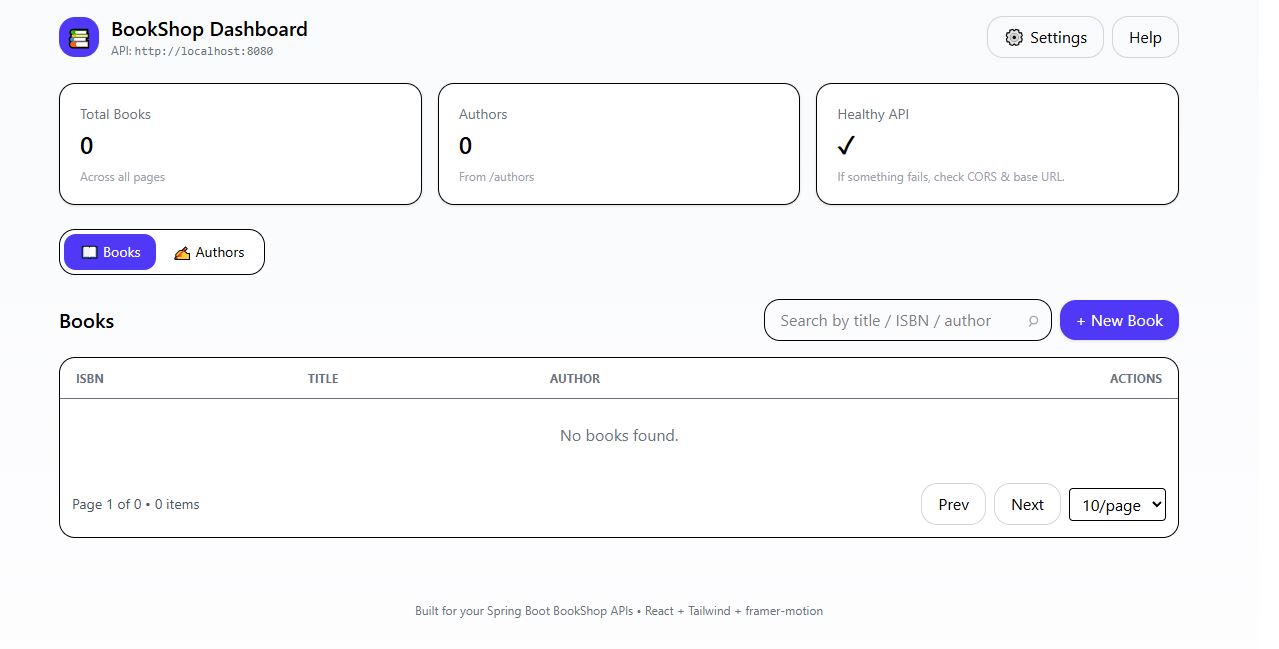 BookShop Dashboard
API: http://localhost:8080
Settings
Help
Total Books
0
Across all pages
Authors
0
From /authors
Healthy API
✓
If something fails, check CORS & base URL.
Books
Authors
Books
Search by title / ISBN / author
+ New Book
ISBN TITLE AUTHOR ACTIONS
No books found.
Page 1 of 0 • 0 items
Prev
Next
10/page
Built for your Spring Boot BookShop APIs • React + Tailwind + framer-motion